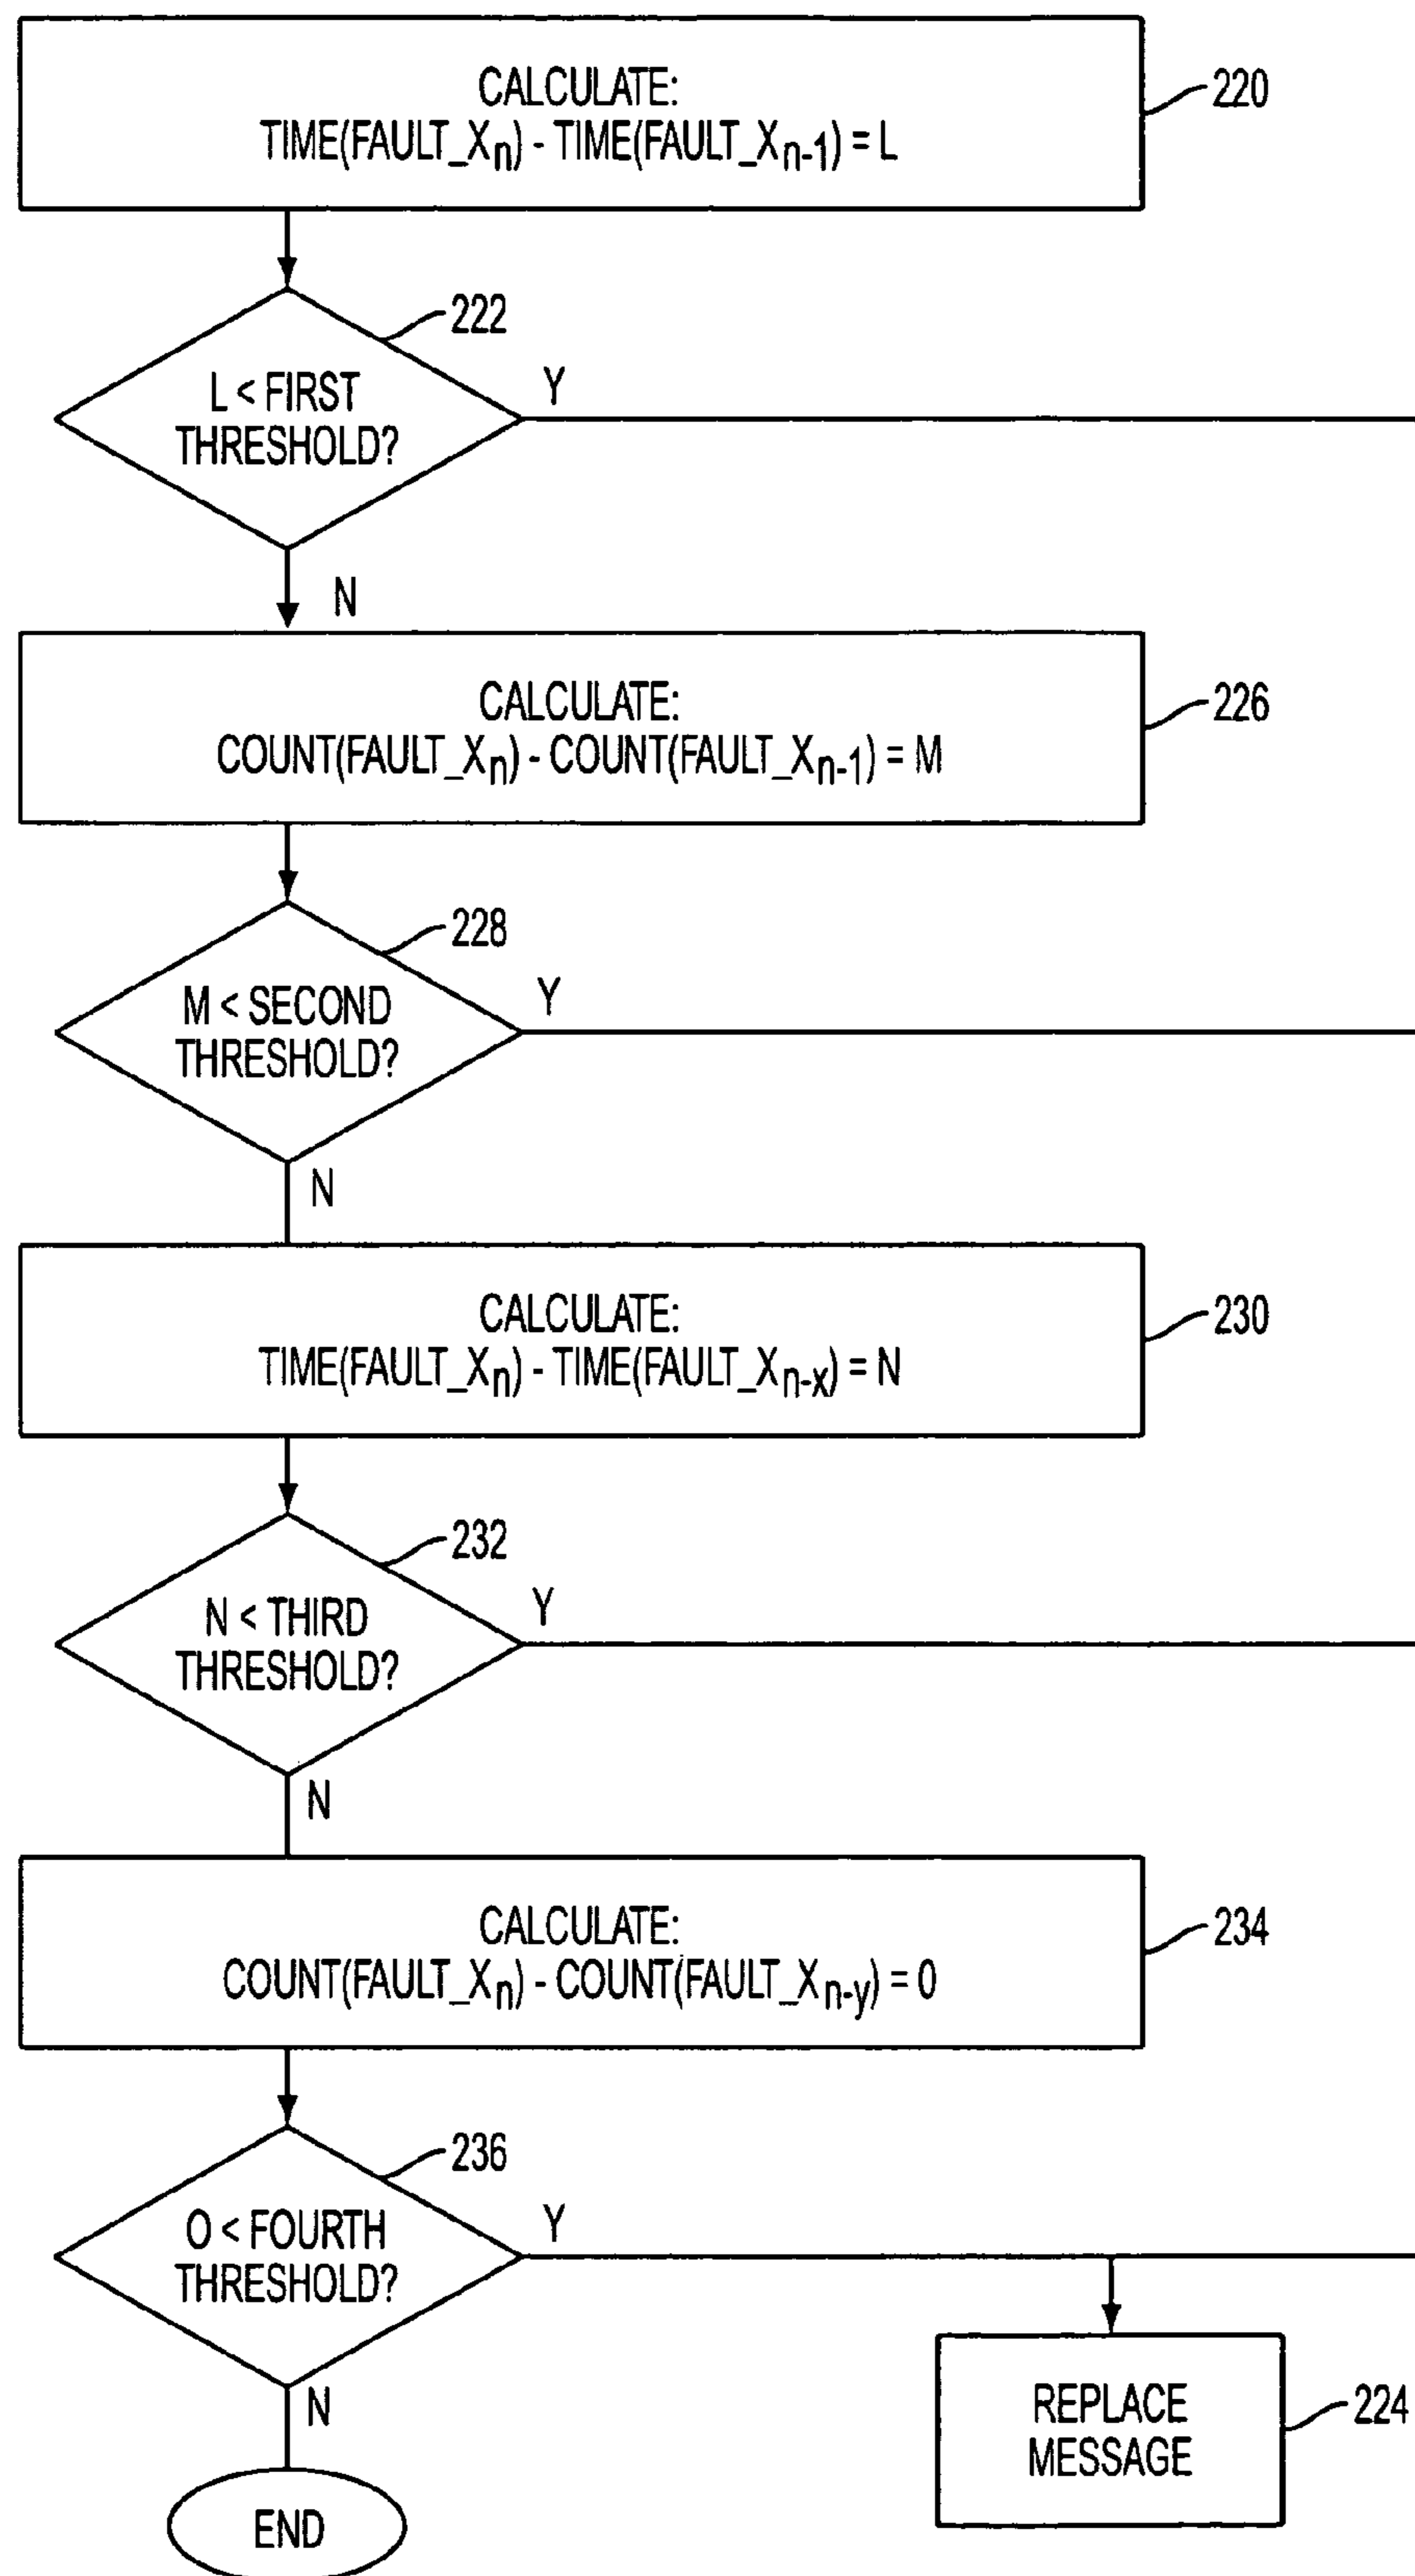 CALCULATE:
TIME(FAULT_Xn) - TIME(FAULT_Xn-1) = L
220
222
L < FIRST
THRESHOLD?
Y
N
CALCULATE:
COUNT(FAULT_Xn) - COUNT(FAULT_Xn-1) = M
226
228
M < SECOND
THRESHOLD?
Y
N
CALCULATE:
TIME(FAULT_Xn) - TIME(FAULT_Xn-x) = N
230
232
N < THIRD
THRESHOLD?
Y
N
CALCULATE:
COUNT(FAULT_Xn) - COUNT(FAULT_Xn-y) = O
234
236
O < FOURTH
THRESHOLD?
Y
N
REPLACE
MESSAGE
224
END